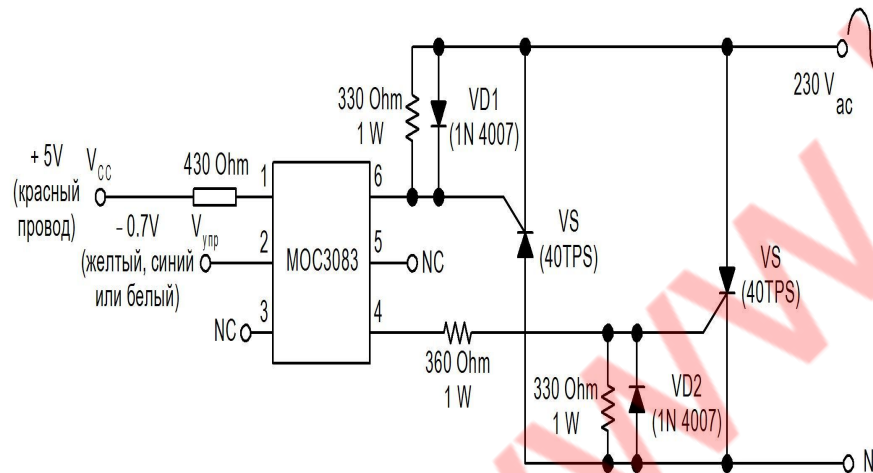 230 V ac
330 Ohm
1 W
VD1
(1N 4007)
+ 5V
(красный
провод)
VCC
430 Ohm
1
6
– 0.7V
Vупр
(желтый, синий
или белый)
2
MOC3083
5
NC
VS
(40TPS)
VS
(40TPS)
NC
3
4
360 Ohm
1 W
330 Ohm
1 W
VD2
(1N 4007)
N